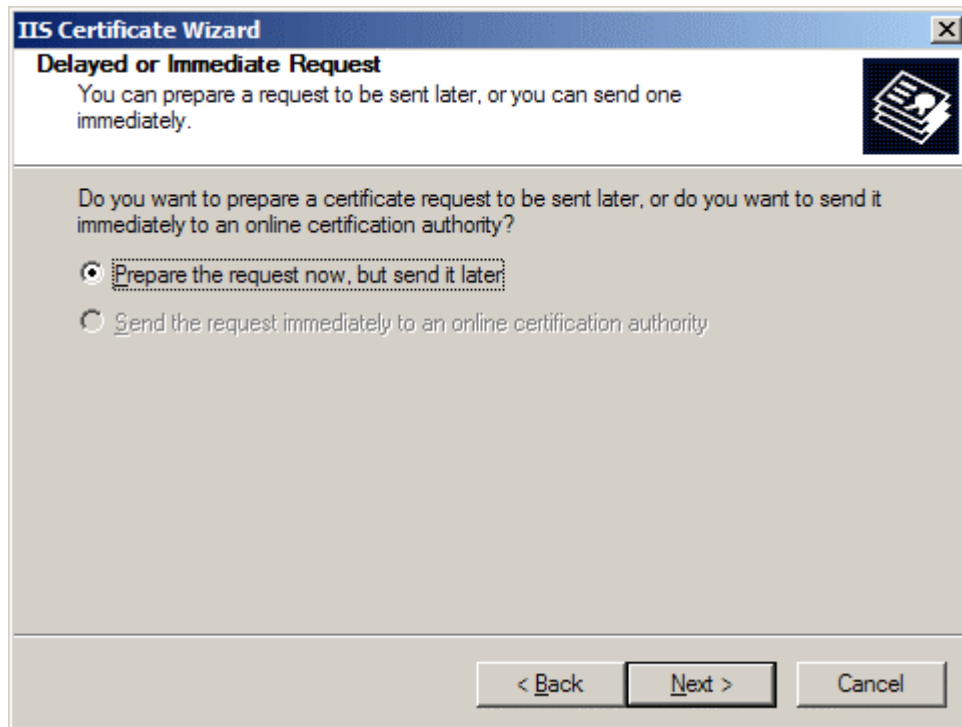 IIS Certificate Wizard
Delayed or Immediate Request
You can prepare a request to be sent later, or you can send one
immediately.
Do you want to prepare a certificate request to be sent later, or do you want to send it
immediately to an online certification authority?
Prepare the request now, but send it later
Send the request immediately to an online certification authority
< Back
Next >
Cancel